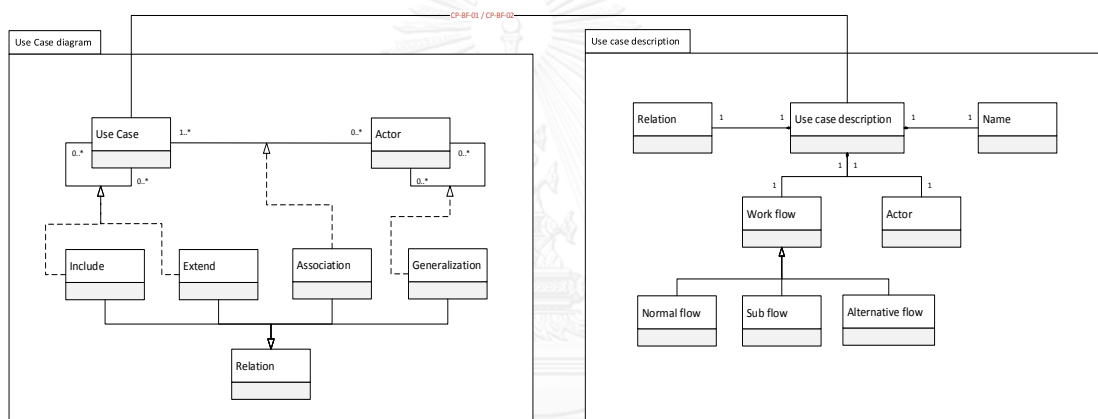 CP-BF-01 / CP-BF-02
Use Case diagram
Use case description
Use Case
1..*
0..*
Actor
0..*
0..*
0..*
0..*
Include
Extend
Association
Generalization
Relation
Relation
1
1
Use case description
1
1
Name
1
1
1
1
Work flow
Actor
Normal flow
Sub flow
Alternative flow